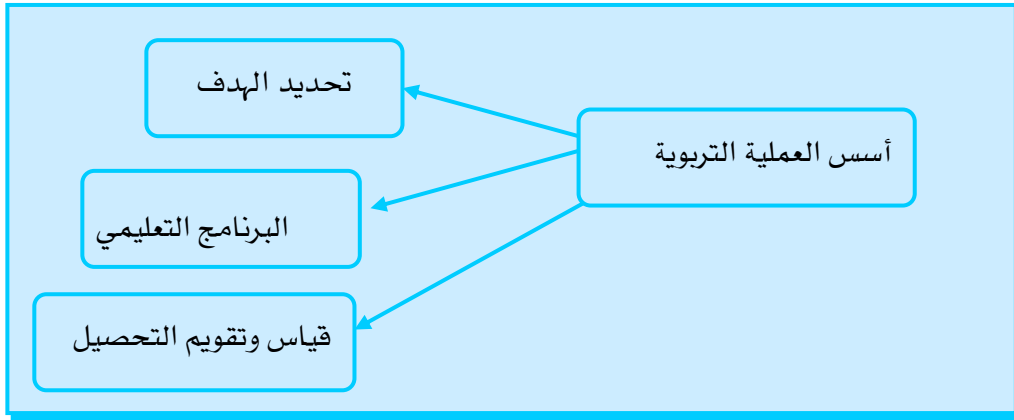 أسس العملية التربوية
تحديد الهدف
البرنامج التعليمي
قياس وتقويم التحصيل